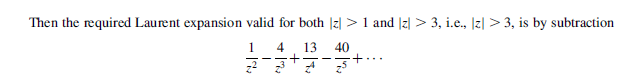 Then the required Laurent expansion valid for both |z| > 1 and |z| > 3, i.e., |z| > 3, is by subtraction
1/z² − 4/z³ + 13/z⁴ − 40/z⁵ + ⋯